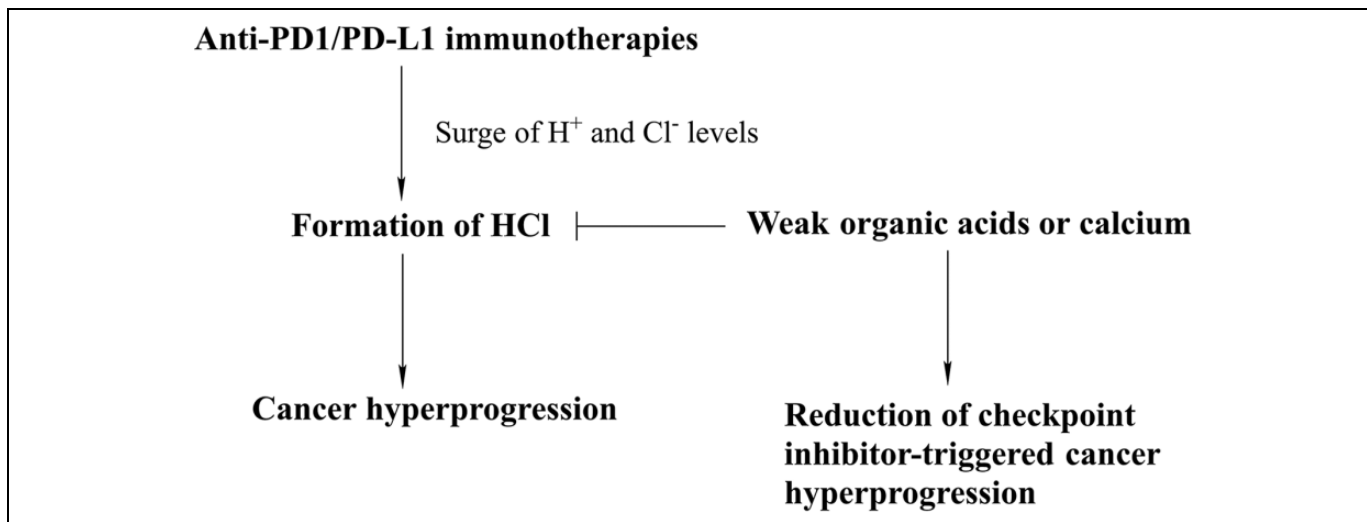 Anti-PD1/PD-L1 immunotherapies
Surge of H⁺ and Cl⁻ levels
Formation of HCl
Weak organic acids or calcium
Cancer hyperprogression
Reduction of checkpoint
inhibitor-triggered cancer
hyperprogression